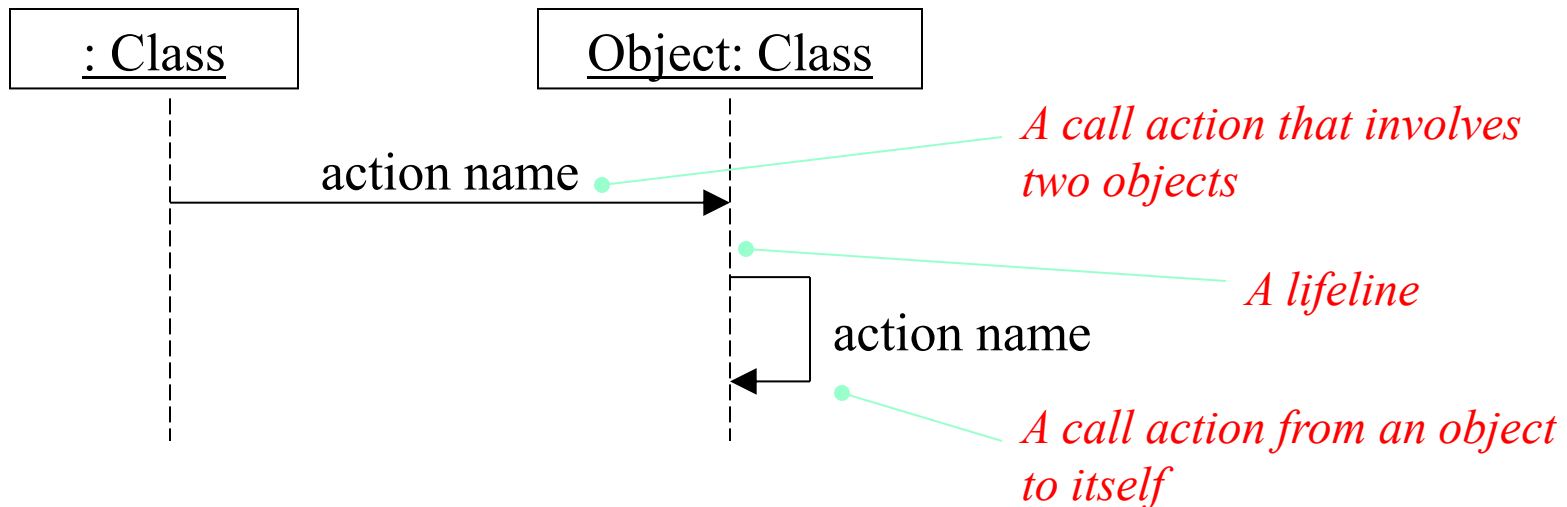 : Class
Object: Class
A call action that involves
two objects
action name
A lifeline
action name
A call action from an object
to itself